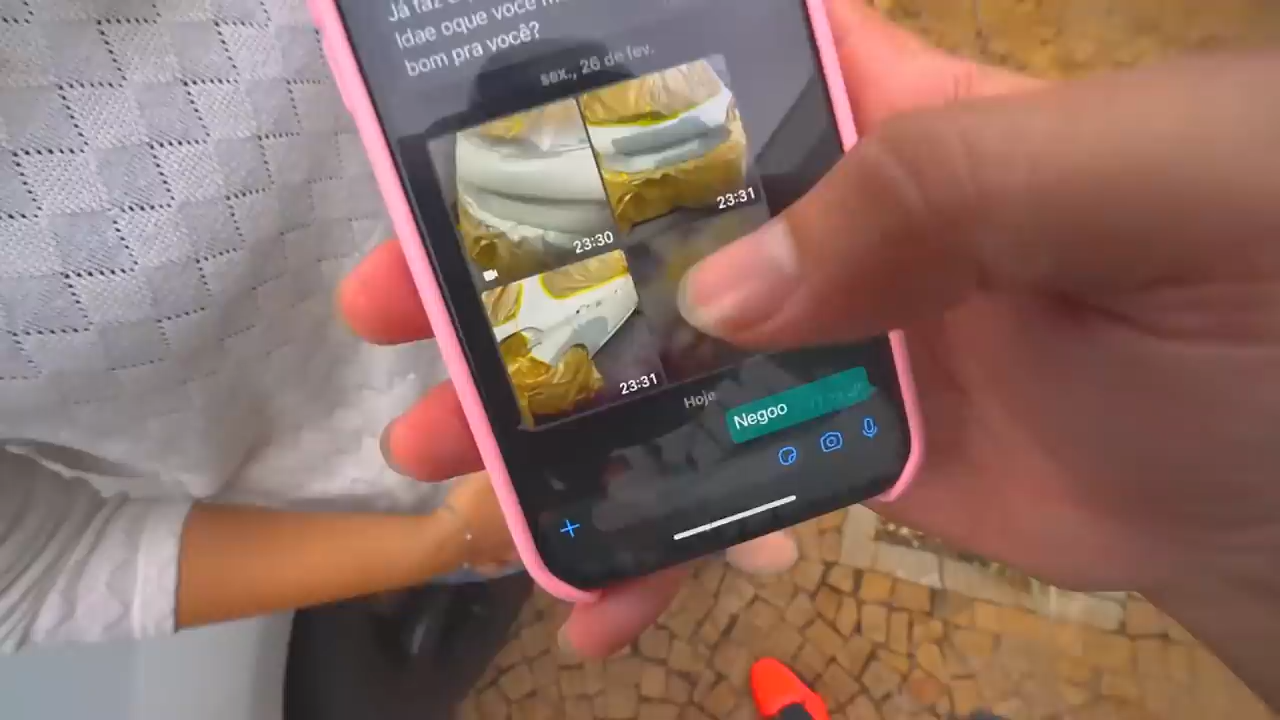 Já faz
Idae oque você
bom pra você?
sex., 26 de fev.
23:31
23:30
23:31
Hoje
Negoo